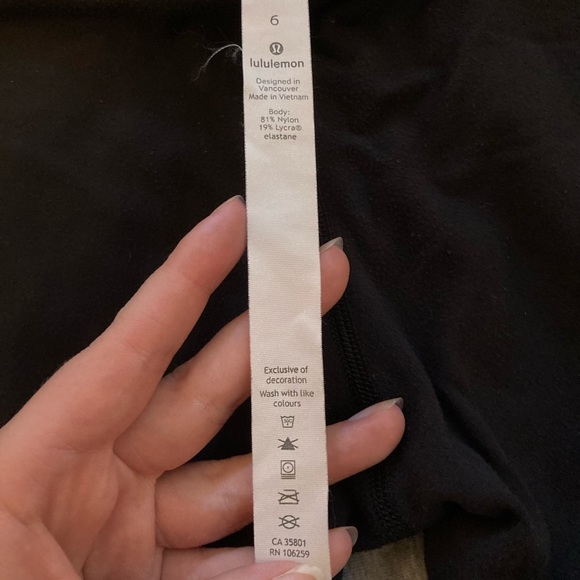 6
lululemon
Designed in
Vancouver
Made in Vietnam
Body:
81% Nylon
19% Lycra®
elastane
Exclusive of
decoration
Wash with like
colours
CA 35801
RN 106259